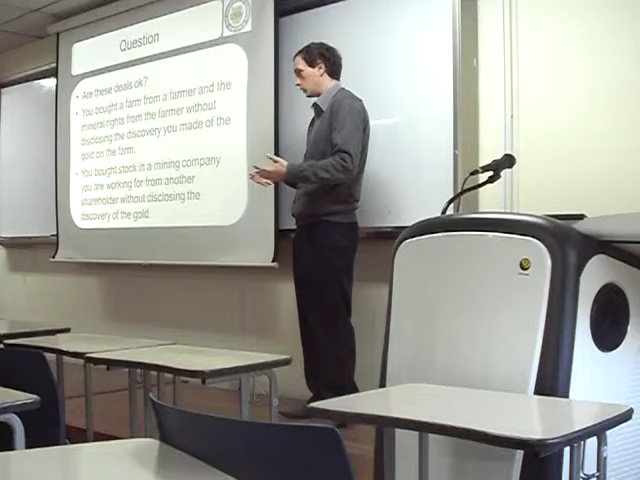 Question
• Are these deals ok?
• You bought a farm from a farmer and the
mineral rights from the farmer without
disclosing the discovery you made of the
gold on the farm.
• You bought stock in a mining company
you are working for from another
shareholder without disclosing the
discovery of the gold.